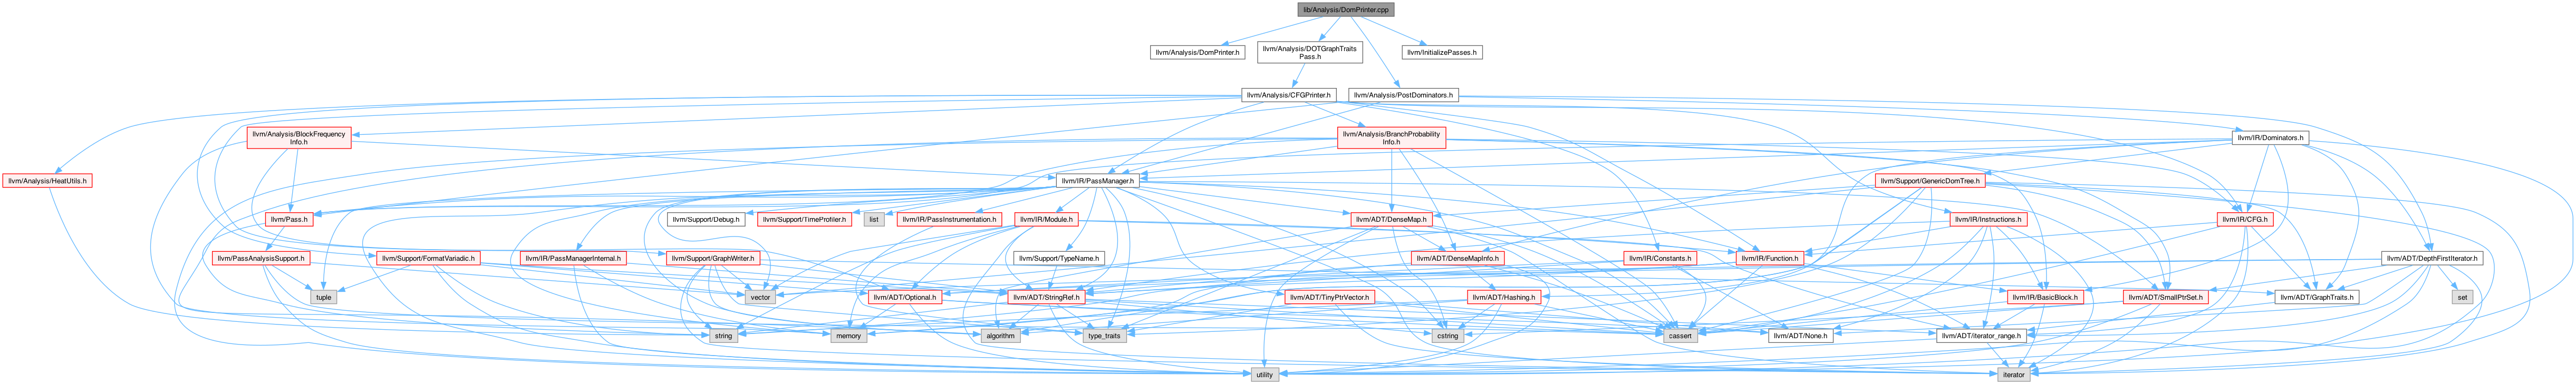 lib/Analysis/DomPrinter.cpp
llvm/Analysis/DomPrinter.h
llvm/Analysis/DOTGraphTraits
Pass.h
llvm/InitializePasses.h
llvm/Analysis/CFGPrinter.h
llvm/Analysis/PostDominators.h
llvm/Analysis/BlockFrequency
Info.h
llvm/Analysis/BranchProbability
Info.h
llvm/IR/Dominators.h
llvm/Analysis/HeatUtils.h
llvm/IR/PassManager.h
llvm/Support/GenericDomTree.h
llvm/Pass.h
llvm/Support/Debug.h
llvm/Support/TimeProfiler.h
list
llvm/IR/PassInstrumentation.h
llvm/IR/Module.h
llvm/ADT/DenseMap.h
llvm/IR/Instructions.h
llvm/IR/CFG.h
llvm/PassAnalysisSupport.h
llvm/Support/FormatVariadic.h
llvm/IR/PassManagerInternal.h
llvm/Support/GraphWriter.h
llvm/Support/TypeName.h
llvm/ADT/DenseMapInfo.h
llvm/IR/Constants.h
llvm/IR/Function.h
llvm/ADT/DepthFirstIterator.h
tuple
vector
llvm/ADT/Optional.h
llvm/ADT/StringRef.h
llvm/ADT/TinyPtrVector.h
llvm/ADT/Hashing.h
llvm/IR/BasicBlock.h
llvm/ADT/SmallPtrSet.h
llvm/ADT/GraphTraits.h
set
string
memory
algorithm
type_traits
cstring
cassert
llvm/ADT/None.h
llvm/ADT/iterator_range.h
utility
iterator